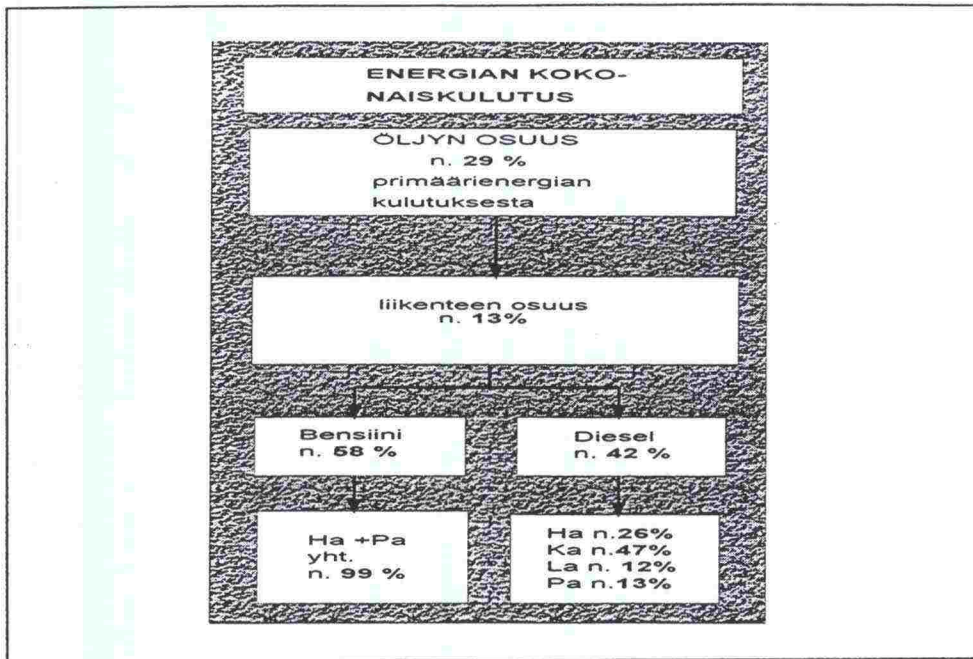 ENERGIAN KOKO-
NAISKULUTUS
ÖLJYN OSUUS
n. 29 %
primäärienergian
kulutuksesta
liikenteen osuus
n. 13%
Bensiini
n. 58 %
Diesel
n. 42 %
Ha +Pa
yht.
n. 99 %
Ha n.26%
Ka n.47%
La n. 12%
Pa n.13%